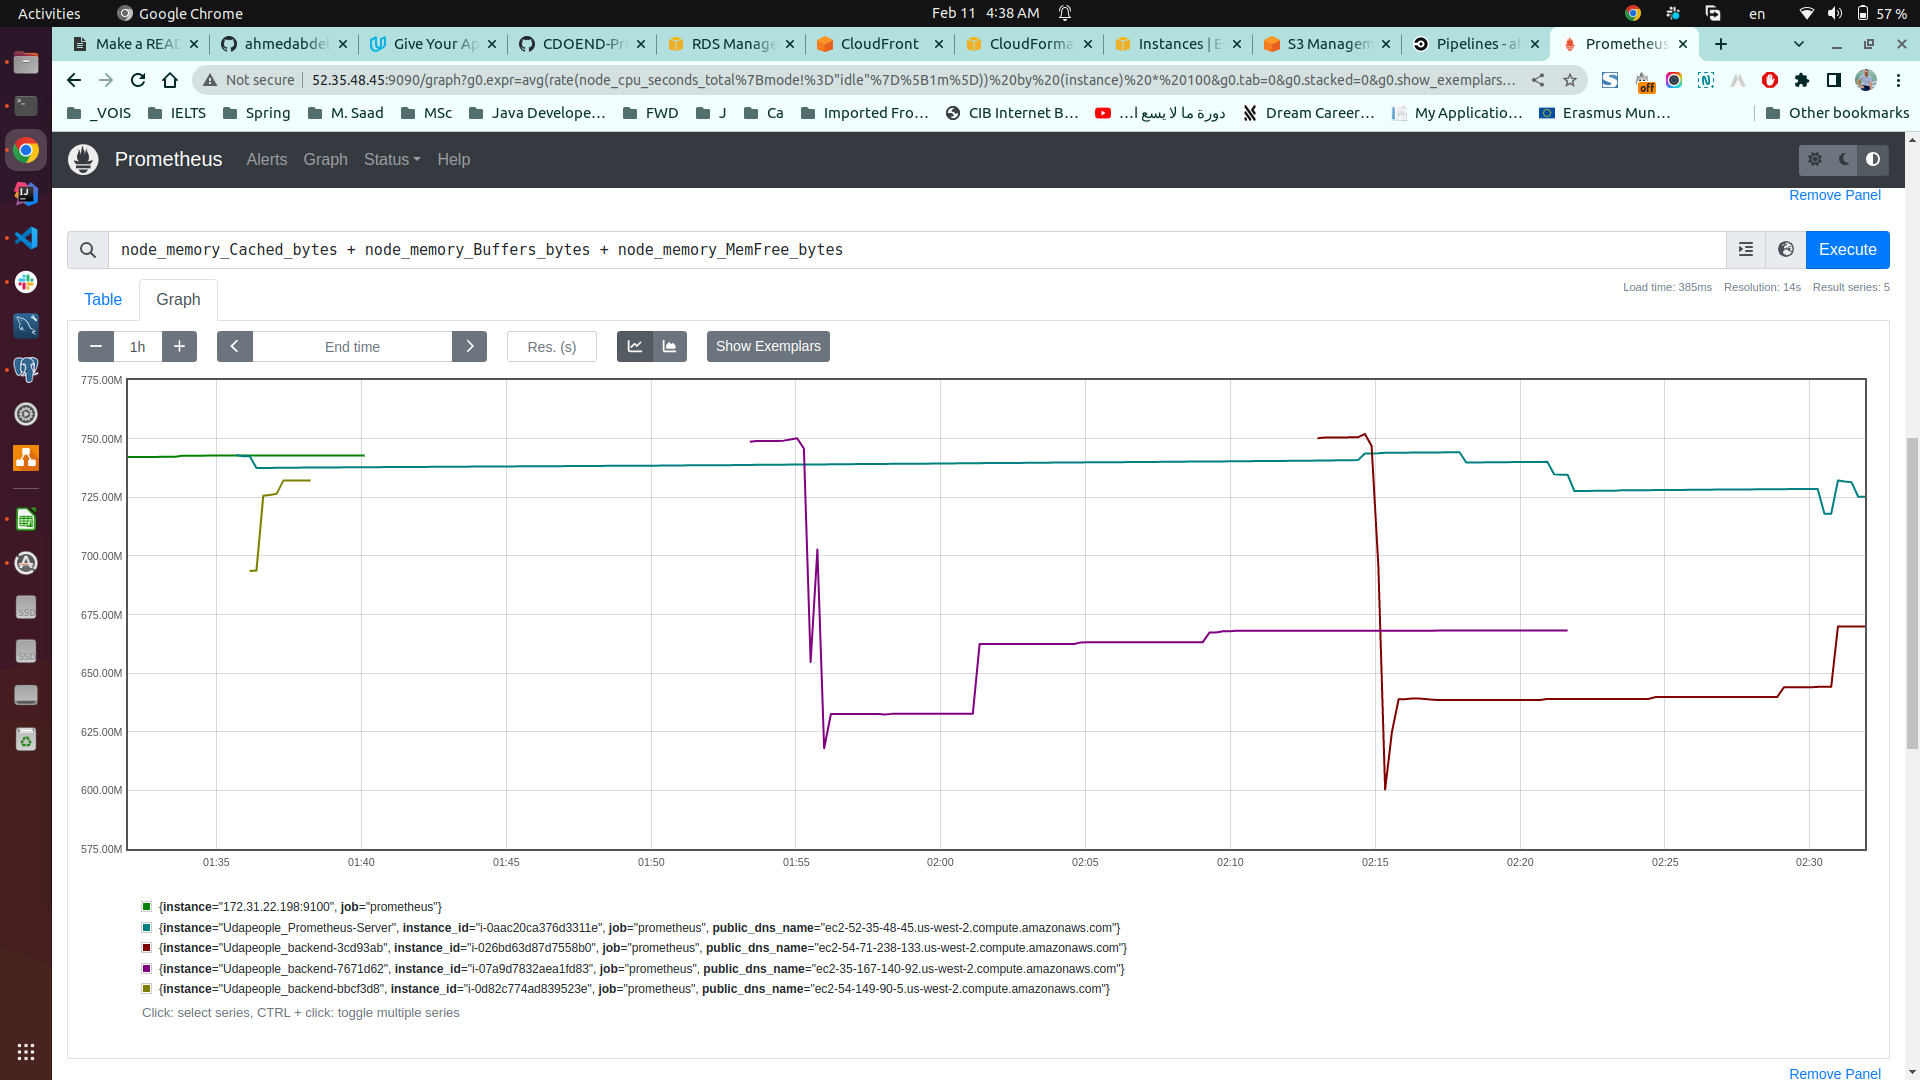 Activities Google Chrome Feb 11 4:38 AM en 57 %
Make a READ ahmedabdel Give Your Ap CDOEND-Pr RDS Manage CloudFront CloudForma Instances | E S3 Managem Pipelines - a Prometheus
Not secure 52.35.48.45:9090/graph?g0.expr=avg(rate(node_cpu_seconds_total%7Bmode!%3D"idle"%7D%5B1m%5D))%20by%20(instance)%20*%20100&g0.tab=0&g0.stacked=0&g0.show_exemplars... off
_VOIS IELTS Spring M. Saad MSc Java Develope... FWD J Ca Imported Fro... CIB Internet B... دورة ما لا يسع ا... Dream Career... My Applicatio... Erasmus Mun... Other bookmarks
Prometheus Alerts Graph Status Help
Remove Panel
node_memory_Cached_bytes + node_memory_Buffers_bytes + node_memory_MemFree_bytes
Execute
Table Graph
Load time: 385ms Resolution: 14s Result series: 5
1h End time Res. (s) Show Exemplars
775.00M
750.00M
725.00M
700.00M
675.00M
650.00M
625.00M
600.00M
575.00M
01:35 01:40 01:45 01:50 01:55 02:00 02:05 02:10 02:15 02:20 02:25 02:30
{instance="172.31.22.198:9100", job="prometheus"}
{instance="Udapeople_Prometheus-Server", instance_id="i-0aac20ca376d3311e", job="prometheus", public_dns_name="ec2-52-35-48-45.us-west-2.compute.amazonaws.com"}
{instance="Udapeople_backend-3cd93ab", instance_id="i-026bd63d87d7558b0", job="prometheus", public_dns_name="ec2-54-71-238-133.us-west-2.compute.amazonaws.com"}
{instance="Udapeople_backend-7671d62", instance_id="i-07a9d7832aea1fd83", job="prometheus", public_dns_name="ec2-35-167-140-92.us-west-2.compute.amazonaws.com"}
{instance="Udapeople_backend-bbcf3d8", instance_id="i-0d82c774ad839523e", job="prometheus", public_dns_name="ec2-54-149-90-5.us-west-2.compute.amazonaws.com"}
Click: select series, CTRL + click: toggle multiple series
Remove Panel